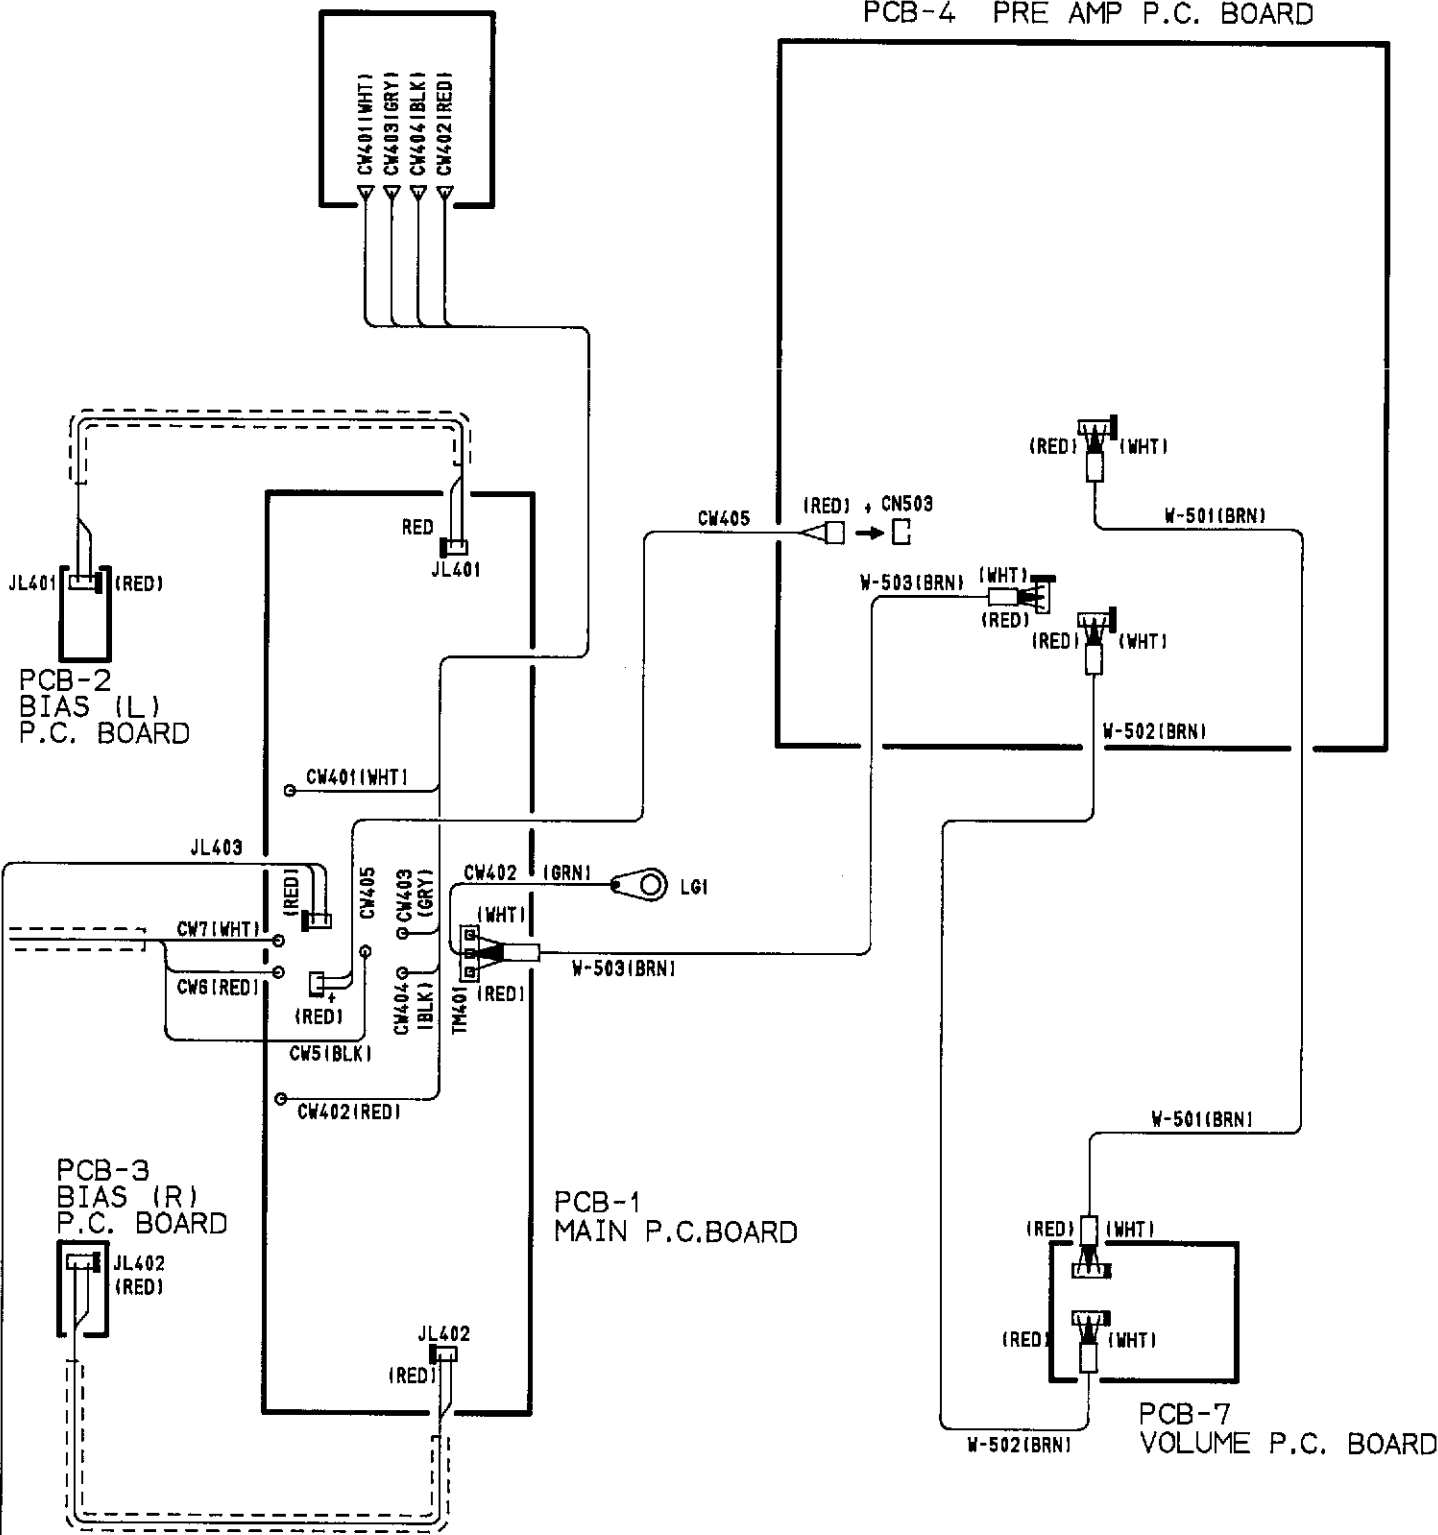 PCB-4 PRE AMP P.C. BOARD
CW401(WHT)
CW403(GRY)
CW404(BLK)
CW402(RED)
(RED) (WHT)
W-501(BRN)
CW405
(RED) + CN503
RED
JL401
JL401 (RED)
W-503(BRN)
(WHT)
(RED)
(RED) (WHT)
PCB-2
BIAS (L)
P.C. BOARD
W-502(BRN)
CW401(WHT)
JL403
(RED)
CW405
CW403
(GRY)
CW402 (GRN)
LG1
(WHT)
CW7(WHT)
W-503(BRN)
CW6(RED)
+
(RED)
CW404
(BLK)
TM401
(RED)
CW5(BLK)
CW402(RED)
W-501(BRN)
PCB-3
BIAS (R)
P.C. BOARD
PCB-1
MAIN P.C.BOARD
(RED) (WHT)
JL402
(RED)
JL402
(RED)
(RED) (WHT)
PCB-7
VOLUME P.C. BOARD
W-502(BRN)